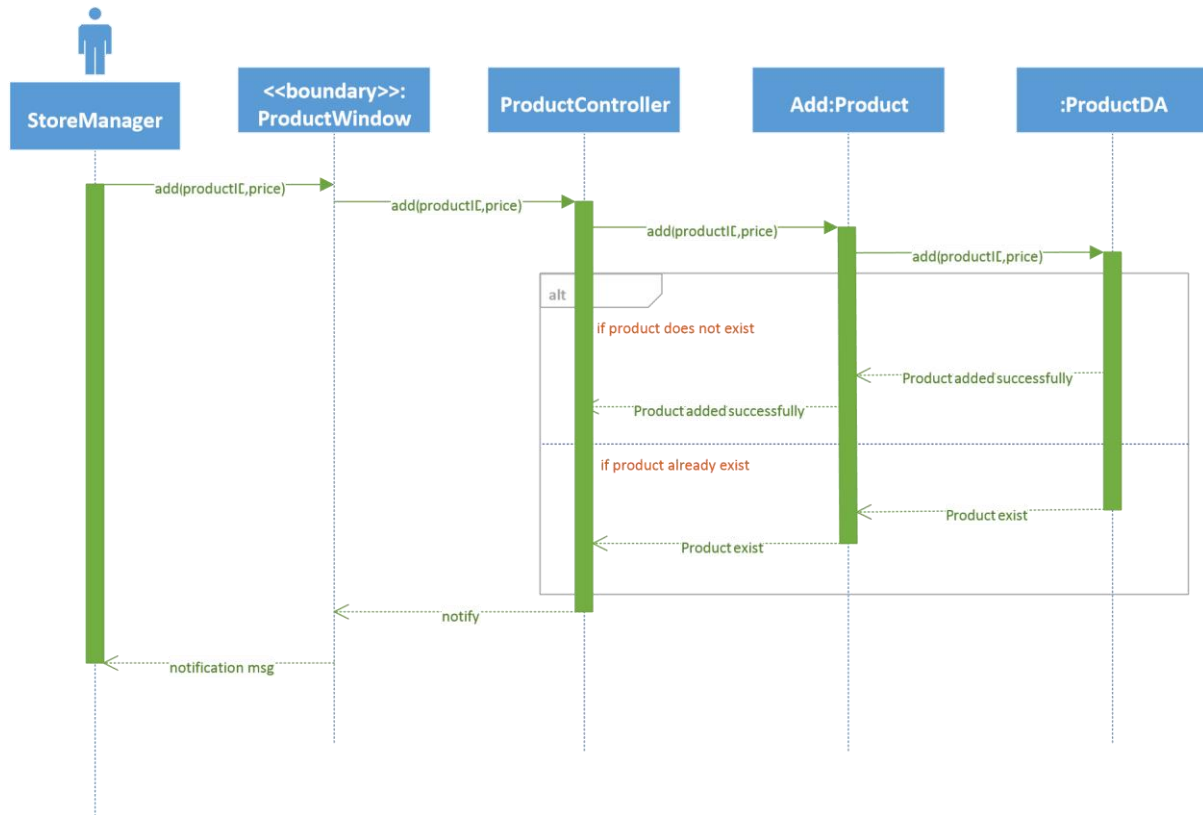 StoreManager
<<boundary>>:
ProductWindow
ProductController
Add:Product
:ProductDA
add(productID,price)
add(productID,price)
add(productID,price)
add(productID,price)
alt
if product does not exist
Product added successfully
Product added successfully
if product already exist
Product exist
Product exist
notify
notification msg